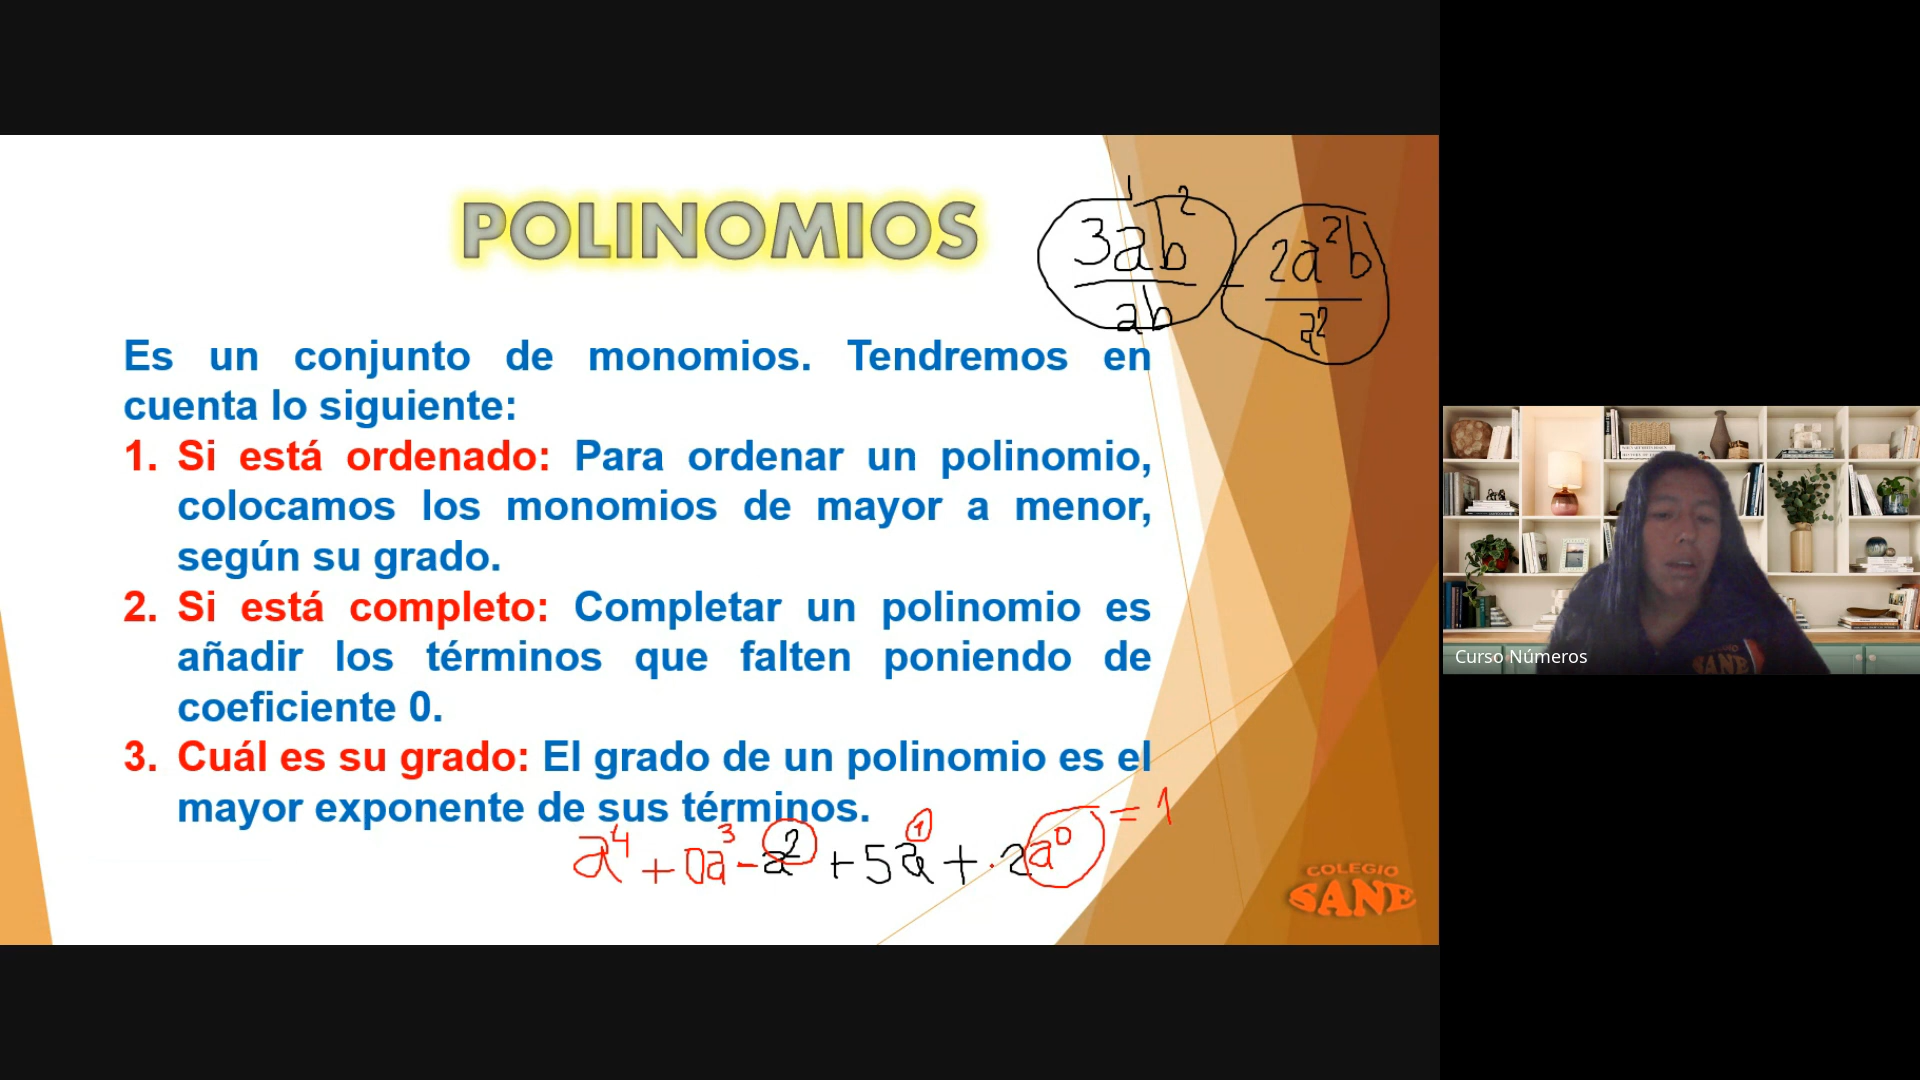 POLINOMIOS
3a¹b² / ab - 2a²b / a²
Es un conjunto de monomios. Tendremos en
cuenta lo siguiente:
1. Si está ordenado: Para ordenar un polinomio,
colocamos los monomios de mayor a menor,
según su grado.
2. Si está completo: Completar un polinomio es
añadir los términos que falten poniendo de
coeficiente 0.
3. Cuál es su grado: El grado de un polinomio es el
mayor exponente de sus términos.
a⁴ + 0a³ - a² + 5a¹ + 2a⁰ = 1
COLEGIO
SANE
Curso Números
SANE